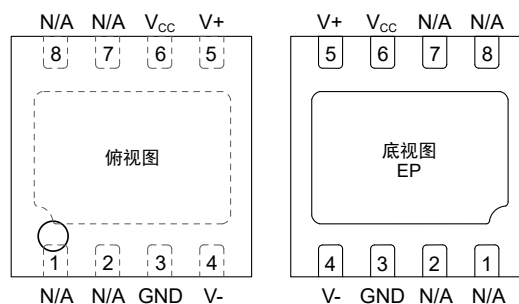 N/A N/A VCC V+
8 7 6 5
俯视图
1 2 3 4
N/A N/A GND V-
V+ VCC N/A N/A
5 6 7 8
底视图
EP
4 3 2 1
V- GND N/A N/A